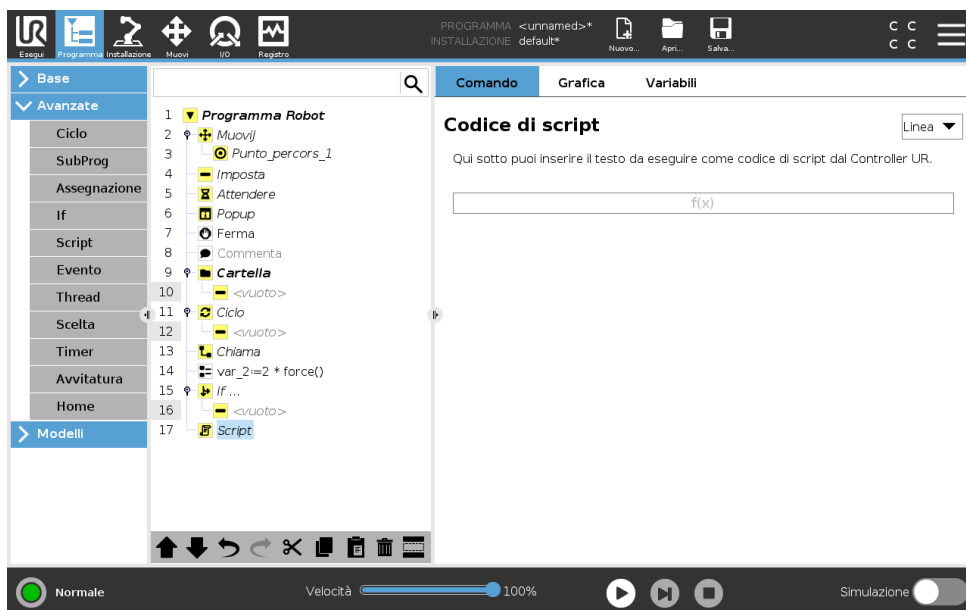 PROGRAMMA <unnamed>*
INSTALLAZIONE default*
Esegui Programma Installazione Muovi I/O Registro Nuovo... Apri... Salva...
C C
C C
Base
Avanzate
Ciclo
SubProg
Assegnazione
If
Script
Evento
Thread
Scelta
Timer
Avvitatura
Home
Modelli
1 Programma Robot
2 MuoviJ
3 Punto_percors_1
4 Imposta
5 Attendere
6 Popup
7 Ferma
8 Commenta
9 Cartella
10 <vuoto>
11 Ciclo
12 <vuoto>
13 Chiama
14 var_2:=2 * force()
15 If ...
16 <vuoto>
17 Script
Comando Grafica Variabili
Codice di script
Linea
Qui sotto puoi inserire il testo da eseguire come codice di script dal Controller UR.
f(x)
Normale
Velocità 100%
Simulazione